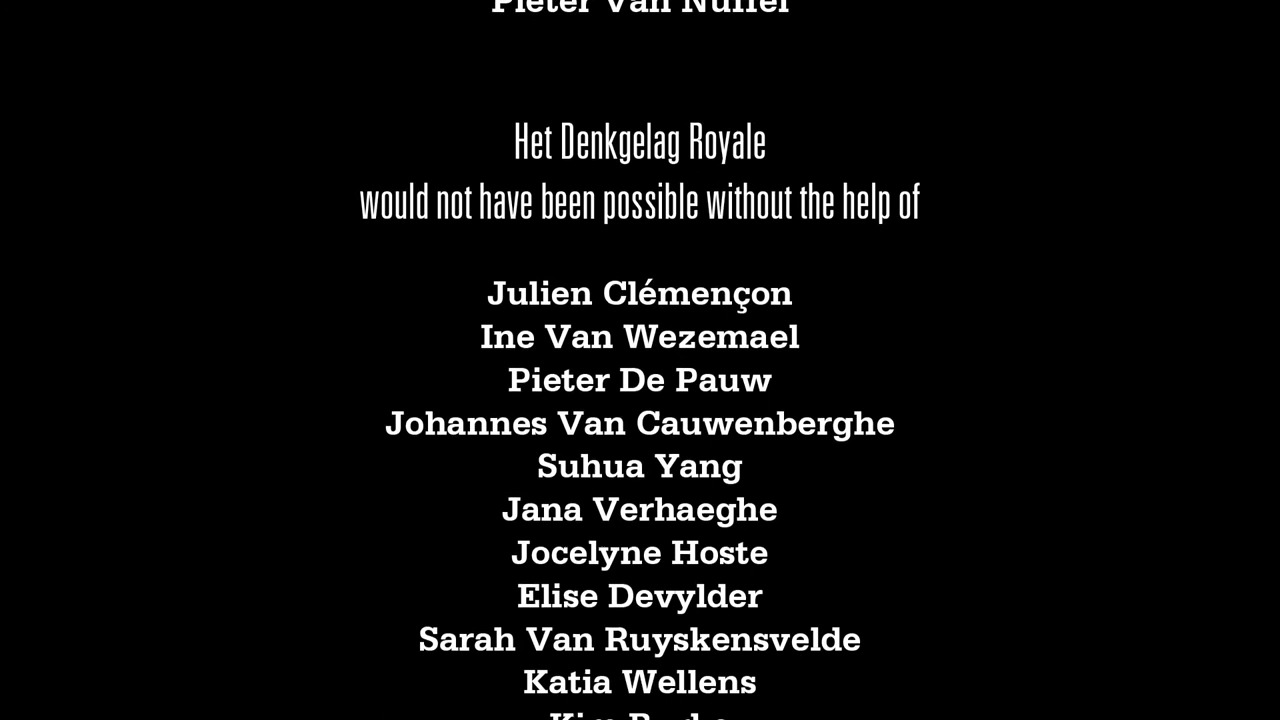 Pieter Van Nuffel
Het Denkgelag Royale
would not have been possible without the help of
Julien Clémençon
Ine Van Wezemael
Pieter De Pauw
Johannes Van Cauwenberghe
Suhua Yang
Jana Verhaeghe
Jocelyne Hoste
Elise Devylder
Sarah Van Ruyskensvelde
Katia Wellens
Kim